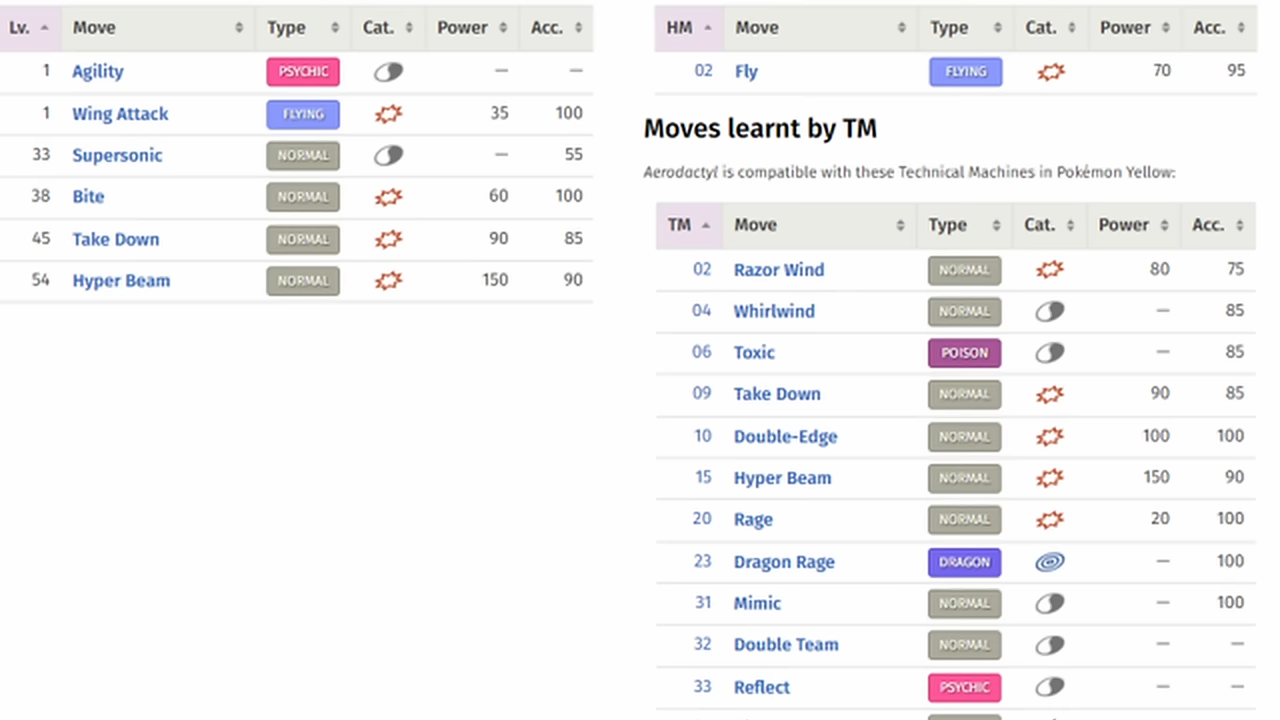 Lv. Move Type Cat. Power Acc.
1 Agility PSYCHIC — —
1 Wing Attack FLYING 35 100
33 Supersonic NORMAL — 55
38 Bite NORMAL 60 100
45 Take Down NORMAL 90 85
54 Hyper Beam NORMAL 150 90
HM Move Type Cat. Power Acc.
02 Fly FLYING 70 95
Moves learnt by TM
Aerodactyl is compatible with these Technical Machines in Pokémon Yellow:
TM Move Type Cat. Power Acc.
02 Razor Wind NORMAL 80 75
04 Whirlwind NORMAL — 85
06 Toxic POISON — 85
09 Take Down NORMAL 90 85
10 Double-Edge NORMAL 100 100
15 Hyper Beam NORMAL 150 90
20 Rage NORMAL 20 100
23 Dragon Rage DRAGON — 100
31 Mimic NORMAL — 100
32 Double Team NORMAL — —
33 Reflect PSYCHIC — —